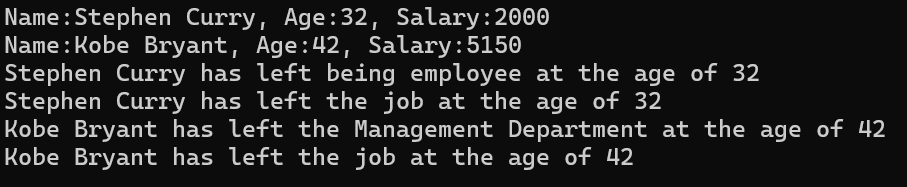 Name:Stephen Curry, Age:32, Salary:2000
Name:Kobe Bryant, Age:42, Salary:5150
Stephen Curry has left being employee at the age of 32
Stephen Curry has left the job at the age of 32
Kobe Bryant has left the Management Department at the age of 42
Kobe Bryant has left the job at the age of 42